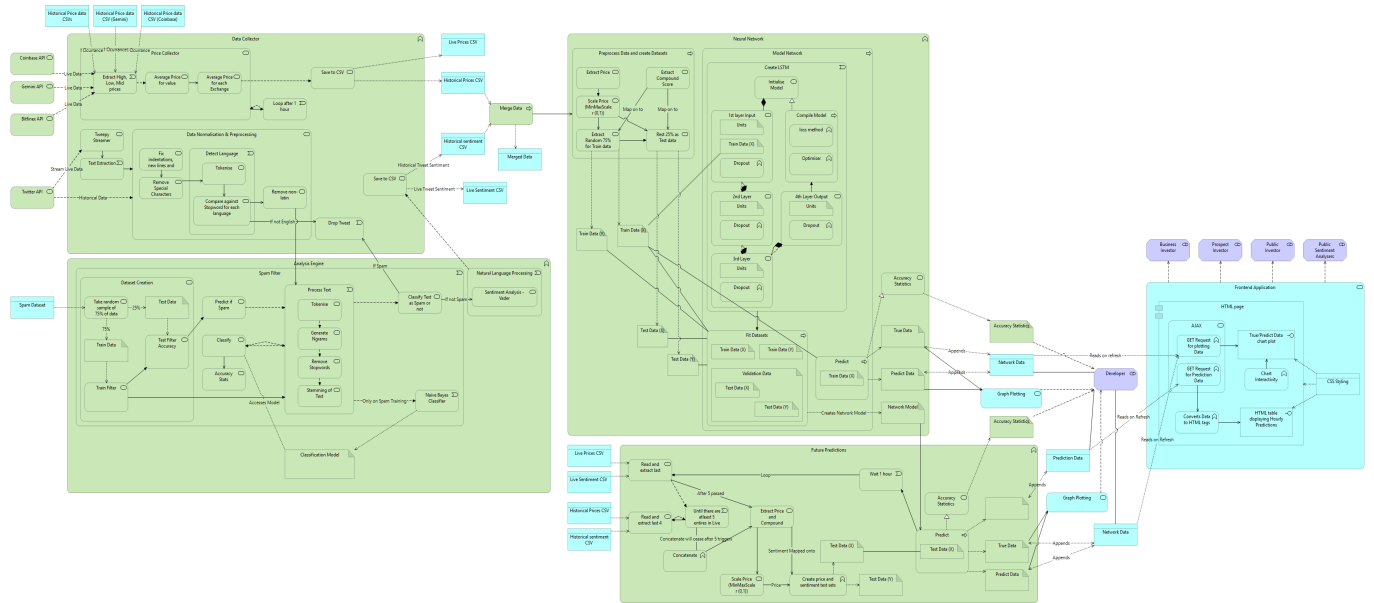 Historical Price data
CSVs
Historical Price data
CSV (Gemini)
Historical Price data
CSV (Coinbase)
Data Collector
1 Ocurrance
1 Ocurrance
1 Ocurrance
Price Collector
Coinbase API
Gemini API
Bitfinex API
Live Data
Live Data
Live Data
Extract High,
Low, Mid
prices
Average Price
for value
Average Price
for each
Exchange
Save to CSV
Loop after 1
hour
Live Prices CSV
Historical Prices CSV
Merge Data
Merged Data
Historical sentiment
CSV
Live Sentiment CSV
Historical Tweet Sentiment
Live Tweet Sentiment
Save to CSV
Tweepy
Streamer
Text Extraction
Twitter API
Stream Live Data
Historical Data
Data Normalisation & Preprocessing
Fix
indentations,
new lines and
Remove
Special
Characters
Detect Language
Tokenise
Compare against
Stopword for each
language
Remove non-
latin
If not English
Drop Tweet
Analysis Engine
If Spam
Spam Filter
Natural Language Processing
Sentiment Analysis -
Vader
Spam Dataset
Dataset Creation
Take random
sample of
75% of data
25%
Test Data
75%
Train Data
Test Filter
Accuracy
Train Filter
Predict if
Spam
Classify
Accuracy
Stats
Process Text
Tokenise
Generate
Ngrams
Remove
Stopwords
Stemming of
Text
Classify Text
as Spam or
not
If not Spam
Only on Spam Training
Naive Bayes
Classifier
Accesses Model
Classification Model
Neural Network
Preprocess Data and create Datasets
Extract Price
Extract
Compound
Score
Scale Price
(MinMaxScale
r (0,1))
Map on to
Map on to
Extract
Random 75%
for Train data
Rest 25% as
Test data
Train Data (Y)
Train Data (X)
Test Data (X)
Test Data (Y)
Model Network
Create LSTM
Initialise
Model
1st layer Input
Units
Train Data (X)
Dropout
2nd Layer
Units
Dropout
3rd Layer
Units
Dropout
Compile Model
loss method
Optimiser
4th Layer Output
Units
Dropout
Fit Datasets
Train Data (X)
Train Data (Y)
Validation Data
Test Data (X)
Test Data (Y)
Predict
Train Data (X)
Creates Network Model
Accuracy
Statistics
True Data
Predict Data
Network Model
Accuracy Statistics
Appends
Appends
Network Data
Graph Plotting
Accuracy Statistics
Developer
Reads on refresh
Reads on Refresh
Reads on Refresh
Prediction Data
Appends
Graph Plotting
Network Data
Appends
Appends
Business
Investor
Prospect
Investor
Public
Investor
Public
Sentiment
Analysers
Frontend Application
HTML page
AJAX
GET Request
for plotting
Data
GET Request
for Prediction
Data
Converts Data
to HTML tags
True/Predict Data
chart plot
Chart
Interactivity
HTML table
displaying Hourly
Predictions
CSS Styling
Future Predictions
Live Prices CSV
Live Sentiment CSV
Historical Prices CSV
Historical sentiment
CSV
Read and
extract last
Read and
extract last 4
Loop
Wait 1 hour
After 5 passed
Until there are
atleast 5
entires in Live
Extract Price
and
Compound
Concatenate will cease after 5 triggers
Concatenate
Sentiment Mapped onto
Scale Price
(MinMaxScale
r (0,1))
Price
Create price and
sentiment test sets
Test Data (X)
Test Data (Y)
Accuracy
Statistics
Predict
Test Data (X)
True Data
Predict Data